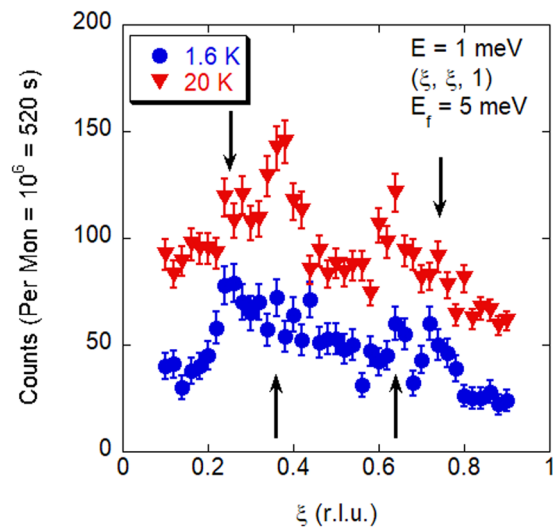 200
150
100
50
0
Counts (Per Mon = 10⁶ = 520 s)
1.6 K
20 K
E = 1 meV
(ξ, ξ, 1)
E_f = 5 meV
0 0.2 0.4 0.6 0.8 1
ξ (r.l.u.)